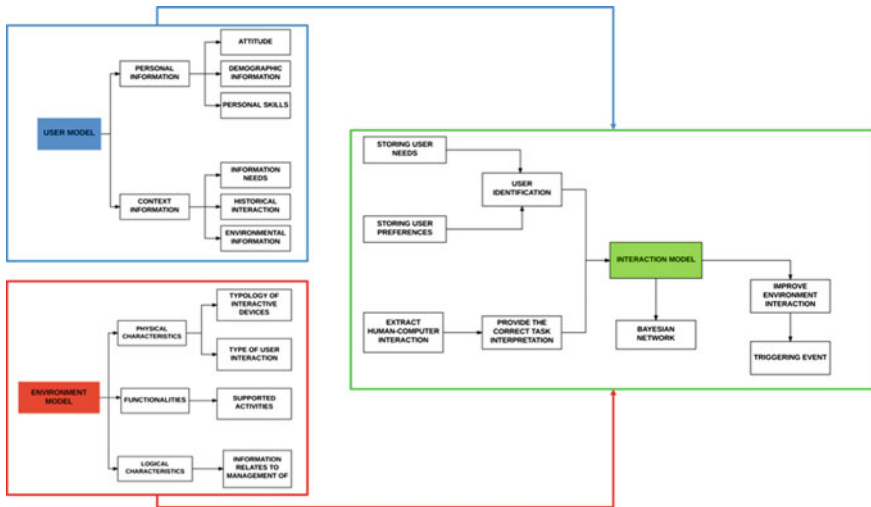 USER MODEL
PERSONAL
INFORMATION
ATTITUDE
DEMOGRAPHIC
INFORMATION
PERSONAL SKILLS
CONTEXT
INFORMATION
INFORMATION
NEEDS
HISTORICAL
INTERACTION
ENVIRONMENTAL
INFORMATION
ENVIRONMENT
MODEL
PHYSICAL
CHARACTERISTICS
TYPOLOGY OF
INTERACTIVE
DEVICES
TYPE OF USER
INTERACTION
FUNCTIONALITIES
SUPPORTED
ACTIVITIES
LOGICAL
CHARACTERISTICS
INFORMATION
RELATES TO
MANAGEMENT OF
STORING USER
NEEDS
USER
IDENTIFICATION
STORING USER
PREFERENCES
EXTRACT
HUMAN-COMPUTER
INTERACTION
PROVIDE THE
CORRECT TASK
INTERPRETATION
INTERACTION MODEL
BAYESIAN
NETWORK
IMPROVE
ENVIRONMENT
INTERACTION
TRIGGERING EVENT